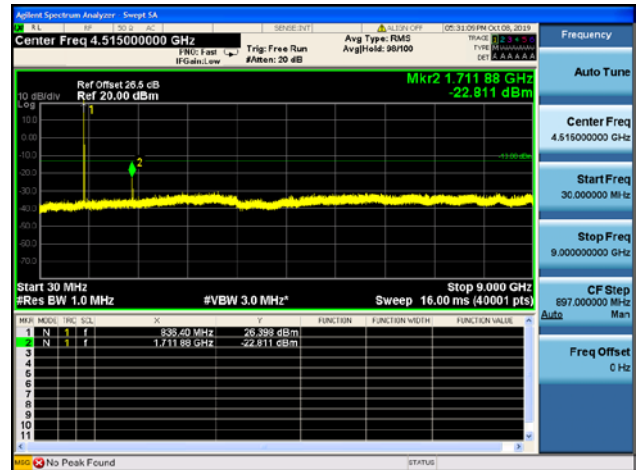 Agilent Spectrum Analyzer - Swept SA
RL RF 50 Ω AC SENSE:INT ALIGN OFF 05:31:06 PM Oct 08, 2019
Center Freq 4.515000000 GHz
PNO: Fast
IFGain:Low
Trig: Free Run
#Atten: 20 dB
Avg Type: RMS
Avg|Hold: 98/100
TRACE 1 2 3 4 5 6
TYPE
DET A A A A A A
Frequency
Auto Tune
Mkr2 1.711 88 GHz
-22.811 dBm
Ref Offset 26.5 dB
Ref 20.00 dBm
10 dB/div
Log
1
10.0
0.00
-10.0
-13.00 dBm
2
-20.0
-30.0
-40.0
-50.0
-60.0
-70.0
Center Freq
4.515000000 GHz
Start Freq
30.000000 MHz
Stop Freq
9.000000000 GHz
Start 30 MHz
Stop 9.000 GHz
#Res BW 1.0 MHz
#VBW 3.0 MHz*
Sweep 16.00 ms (40001 pts)
CF Step
897.000000 MHz
Auto Man
MKR MODE TRC SCL X Y FUNCTION FUNCTION WIDTH FUNCTION VALUE
1 N 1 f 835.40 MHz 26.398 dBm
2 N 1 f 1.711 88 GHz -22.811 dBm
3
4
5
6
7
8
9
10
11
Freq Offset
0 Hz
MSG No Peak Found
STATUS